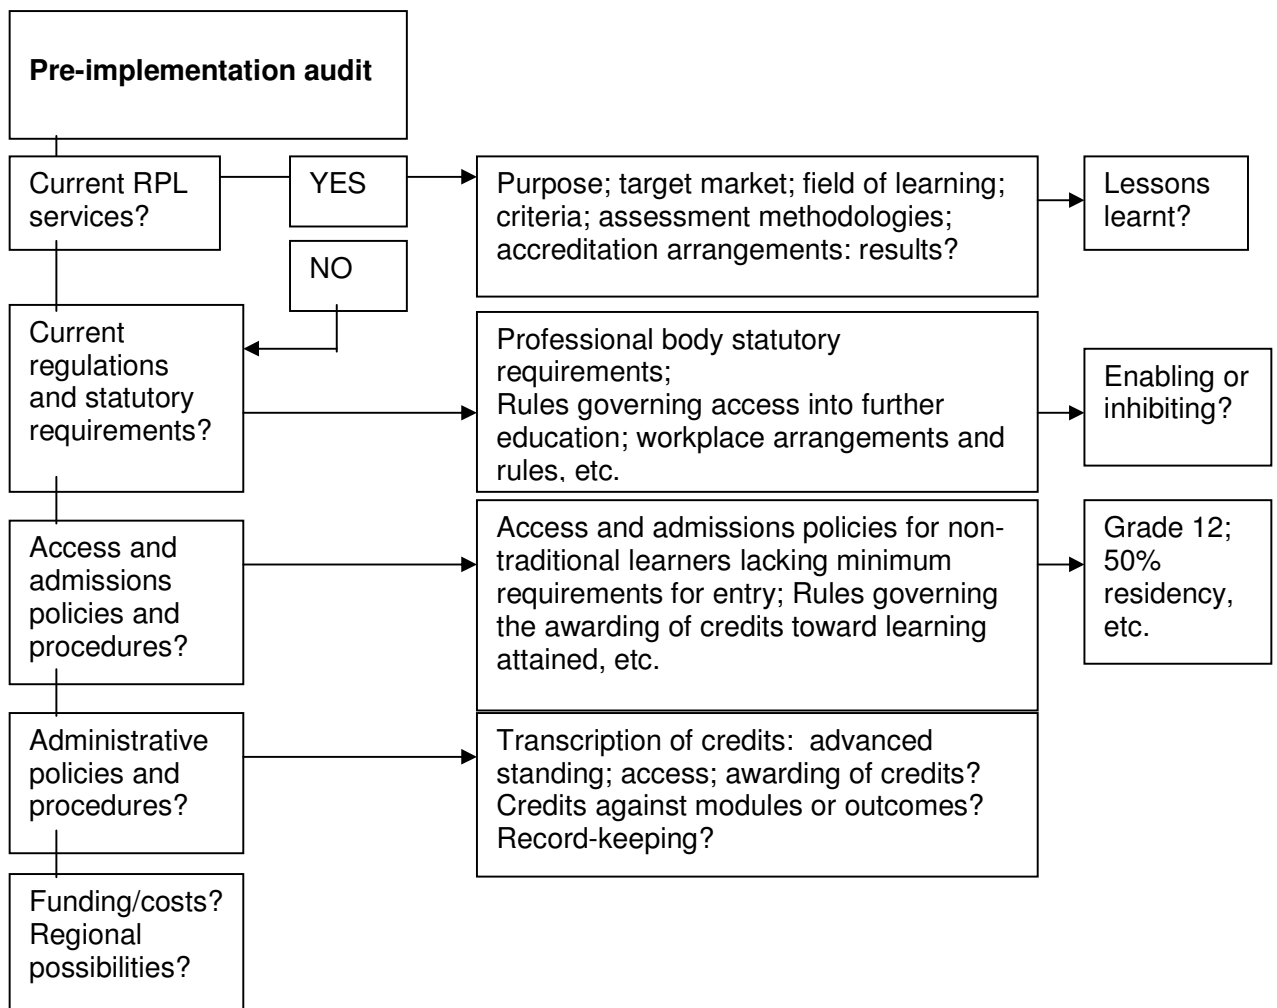 Pre-implementation audit
Current RPL
services?
YES
NO
Purpose; target market; field of learning;
criteria; assessment methodologies;
accreditation arrangements: results?
Lessons
learnt?
Current
regulations
and statutory
requirements?
Professional body statutory
requirements;
Rules governing access into further
education; workplace arrangements and
rules, etc.
Enabling or
inhibiting?
Access and
admissions
policies and
procedures?
Access and admissions policies for non-
traditional learners lacking minimum
requirements for entry; Rules governing
the awarding of credits toward learning
attained, etc.
Grade 12;
50%
residency,
etc.
Administrative
policies and
procedures?
Transcription of credits:  advanced
standing; access; awarding of credits?
Credits against modules or outcomes?
Record-keeping?
Funding/costs?
Regional
possibilities?